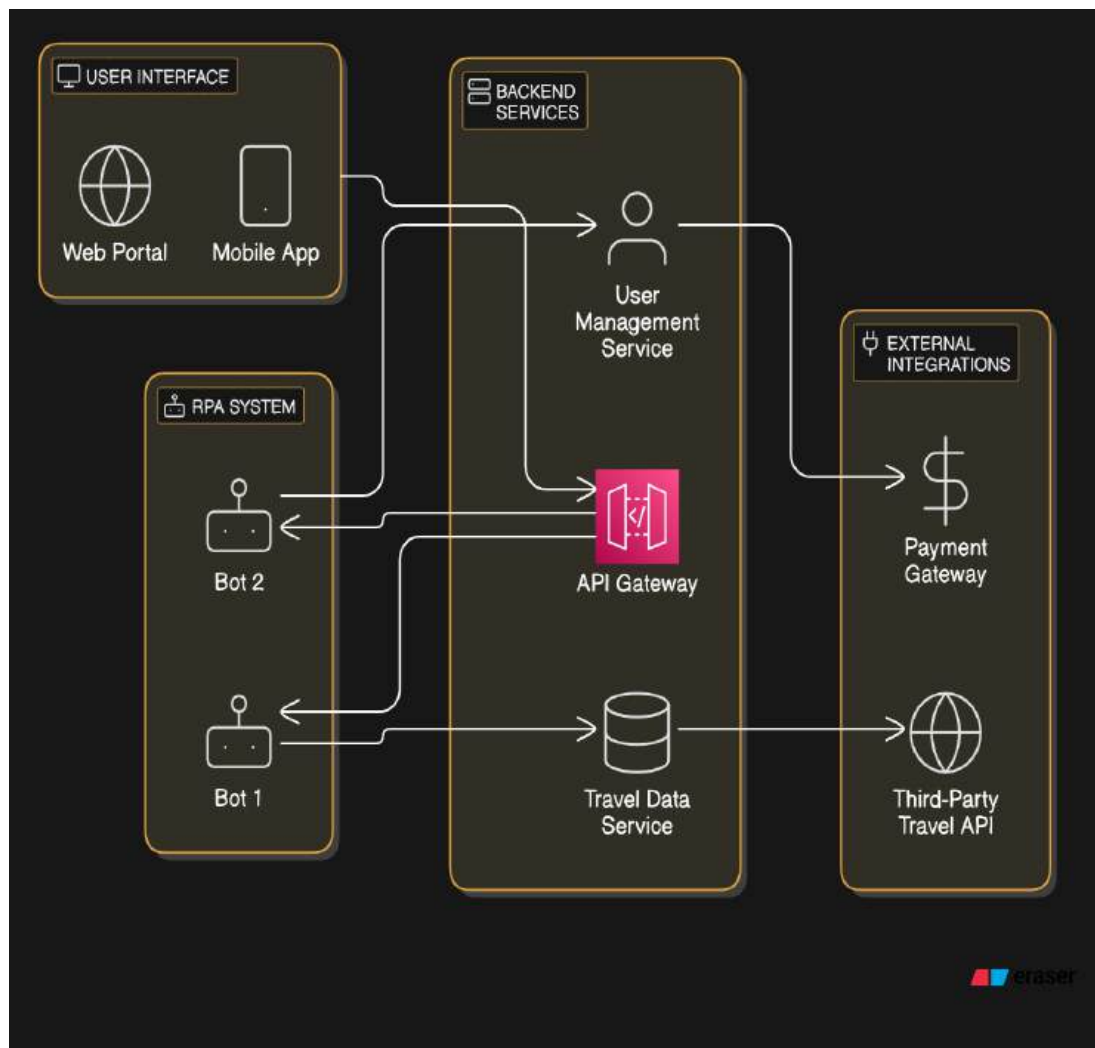 USER INTERFACE
Web Portal
Mobile App
BACKEND
SERVICES
User
Management
Service
EXTERNAL
INTEGRATIONS
RPA SYSTEM
Bot 2
API Gateway
Payment
Gateway
Bot 1
Travel Data
Service
Third-Party
Travel API
eraser